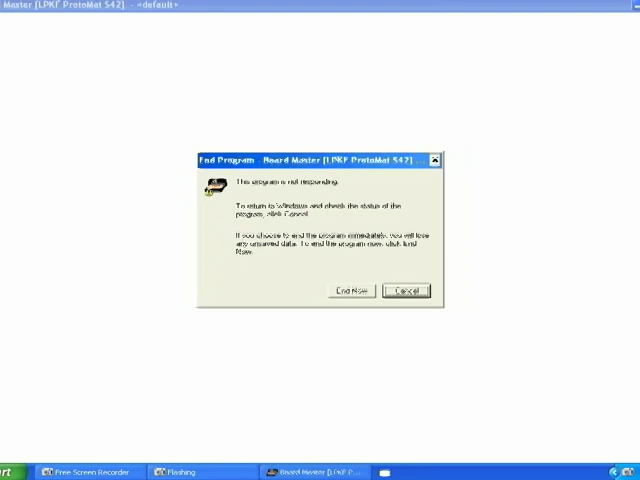 Master [LPKF ProtoMat S42] - <default>
End Program - Board Master [LPKF ProtoMat S42] ...
This program is not responding.
To return to Windows and check the status of the
program, click Cancel
If you choose to end the program immediately, you will lose
any unsaved data. To end the program now, click End
Now.
End Now
Cancel
art
Free Screen Recorder
Flashing
Board Master [LPKF P...